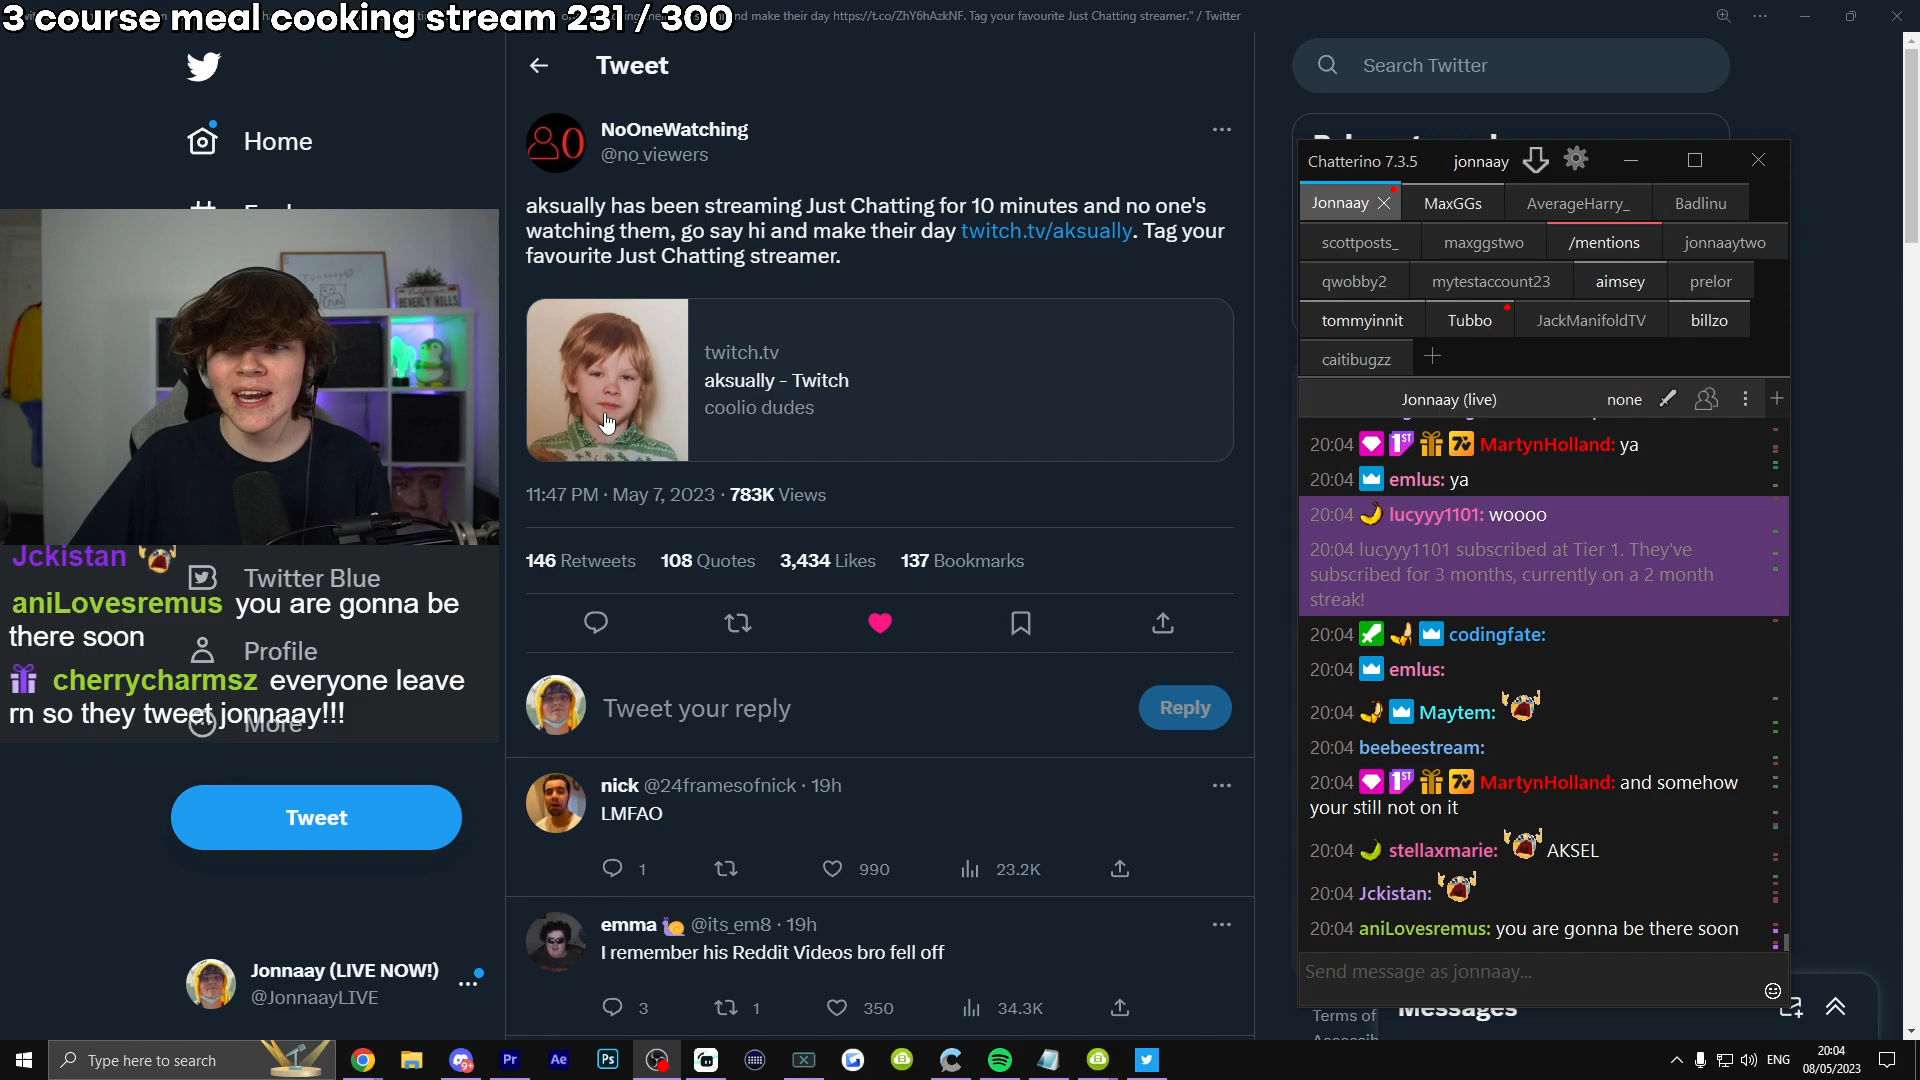 3 course meal cooking stream 231 / 300
and make their day https://t.co/ZhY6hAzkNF. Tag your favourite Just Chatting streamer." / Twitter
Home
Twitter Blue
Profile
More
Tweet
Jonnaay (LIVE NOW!)
@JonnaayLIVE
Jckistan
aniLovesremus you are gonna be
there soon
cherrycharmsz everyone leave
rn so they tweet jonnaay!!!
Tweet
NoOneWatching
@no_viewers
aksually has been streaming Just Chatting for 10 minutes and no one's
watching them, go say hi and make their day twitch.tv/aksually. Tag your
favourite Just Chatting streamer.
twitch.tv
aksually - Twitch
coolio dudes
11:47 PM · May 7, 2023 · 783K Views
146 Retweets 108 Quotes 3,434 Likes 137 Bookmarks
Tweet your reply
Reply
nick @24framesofnick · 19h
LMFAO
1 990 23.2K
emma @its_em8 · 19h
I remember his Reddit Videos bro fell off
3 1 350 34.3K
Search Twitter
Chatterino 7.3.5 jonnaay
Jonnaay MaxGGs AverageHarry_ Badlinu
scottposts_ maxggstwo /mentions jonnaaytwo
qwobby2 mytestaccount23 aimsey prelor
tommyinnit Tubbo JackManifoldTV billzo
caitibugzz
Jonnaay (live) none
20:04 1ST MartynHolland: ya
20:04 emlus: ya
20:04 lucyyy1101: woooo
20:04 lucyyy1101 subscribed at Tier 1. They've
subscribed for 3 months, currently on a 2 month
streak!
20:04 codingfate:
20:04 emlus:
20:04 Maytem:
20:04 beebeestream:
20:04 1ST MartynHolland: and somehow
your still not on it
20:04 stellaxmarie: AKSEL
20:04 Jckistan:
20:04 aniLovesremus: you are gonna be there soon
Send message as jonnaay...
Terms of
Messages
BEVERLY HILLS
Type here to search
9+
Pr
Ae
Ps
ENG
20:04
08/05/2023